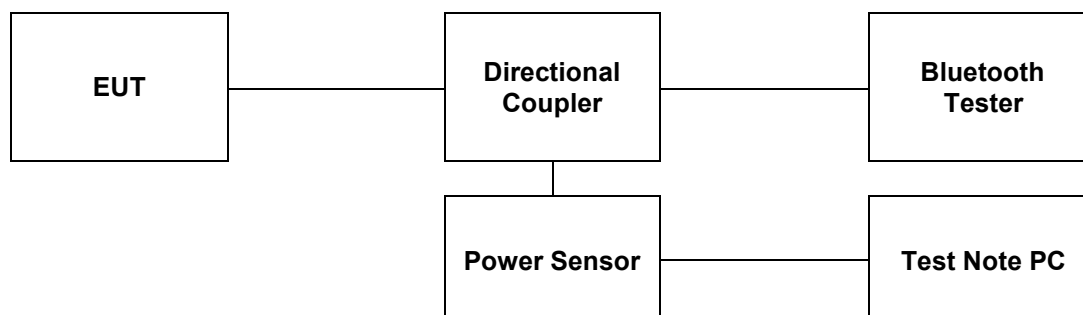 EUT
Directional
Coupler
Bluetooth
Tester
Power Sensor
Test Note PC